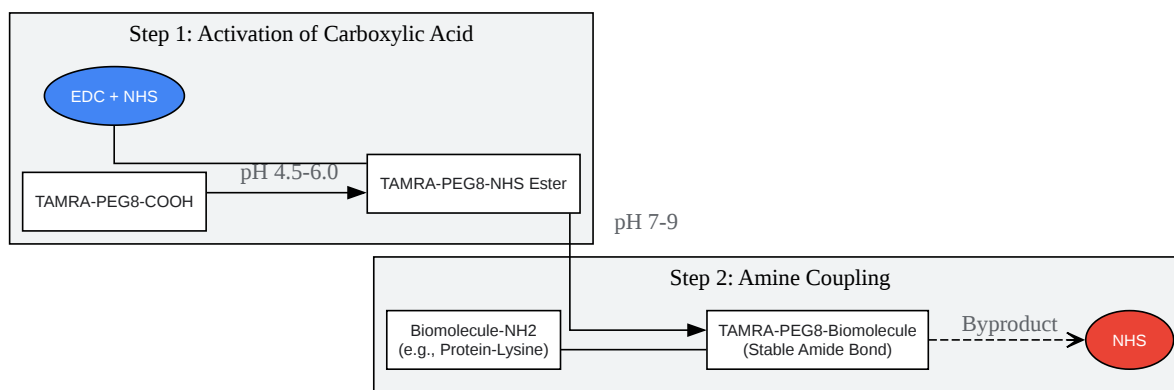 Step 1: Activation of Carboxylic Acid
EDC + NHS
pH 4.5-6.0
TAMRA-PEG8-COOH
TAMRA-PEG8-NHS Ester
pH 7-9
Step 2: Amine Coupling
Biomolecule-NH2
(e.g., Protein-Lysine)
TAMRA-PEG8-Biomolecule
(Stable Amide Bond)
Byproduct
NHS